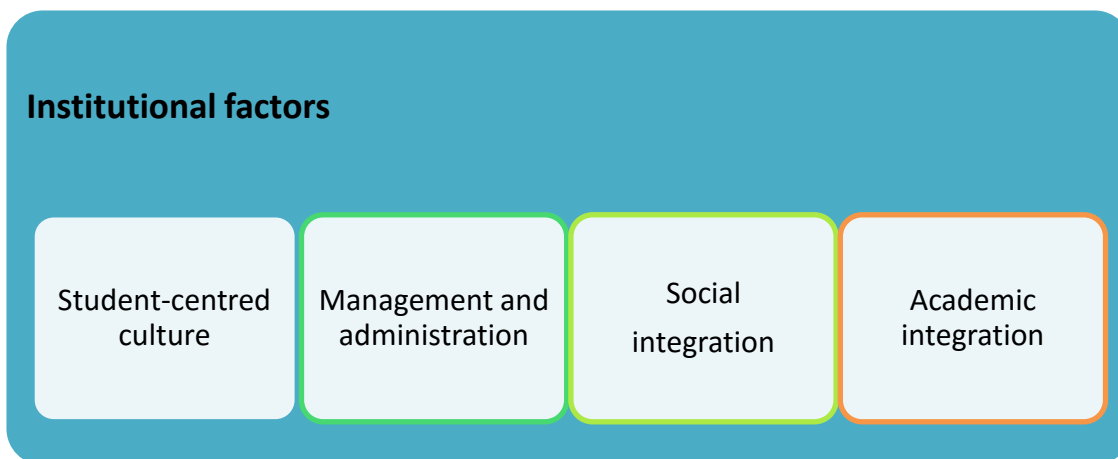 Institutional factors
Student-centred
culture
Management and
administration
Social
integration
Academic
integration